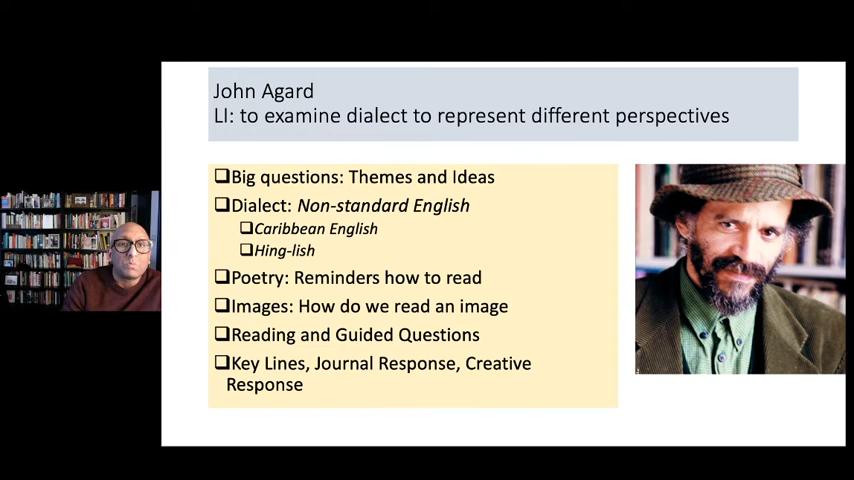 John Agard
LI: to examine dialect to represent different perspectives
❑Big questions: Themes and Ideas
❑Dialect: Non-standard English
❑Caribbean English
❑Hing-lish
❑Poetry: Reminders how to read
❑Images: How do we read an image
❑Reading and Guided Questions
❑Key Lines, Journal Response, Creative
Response